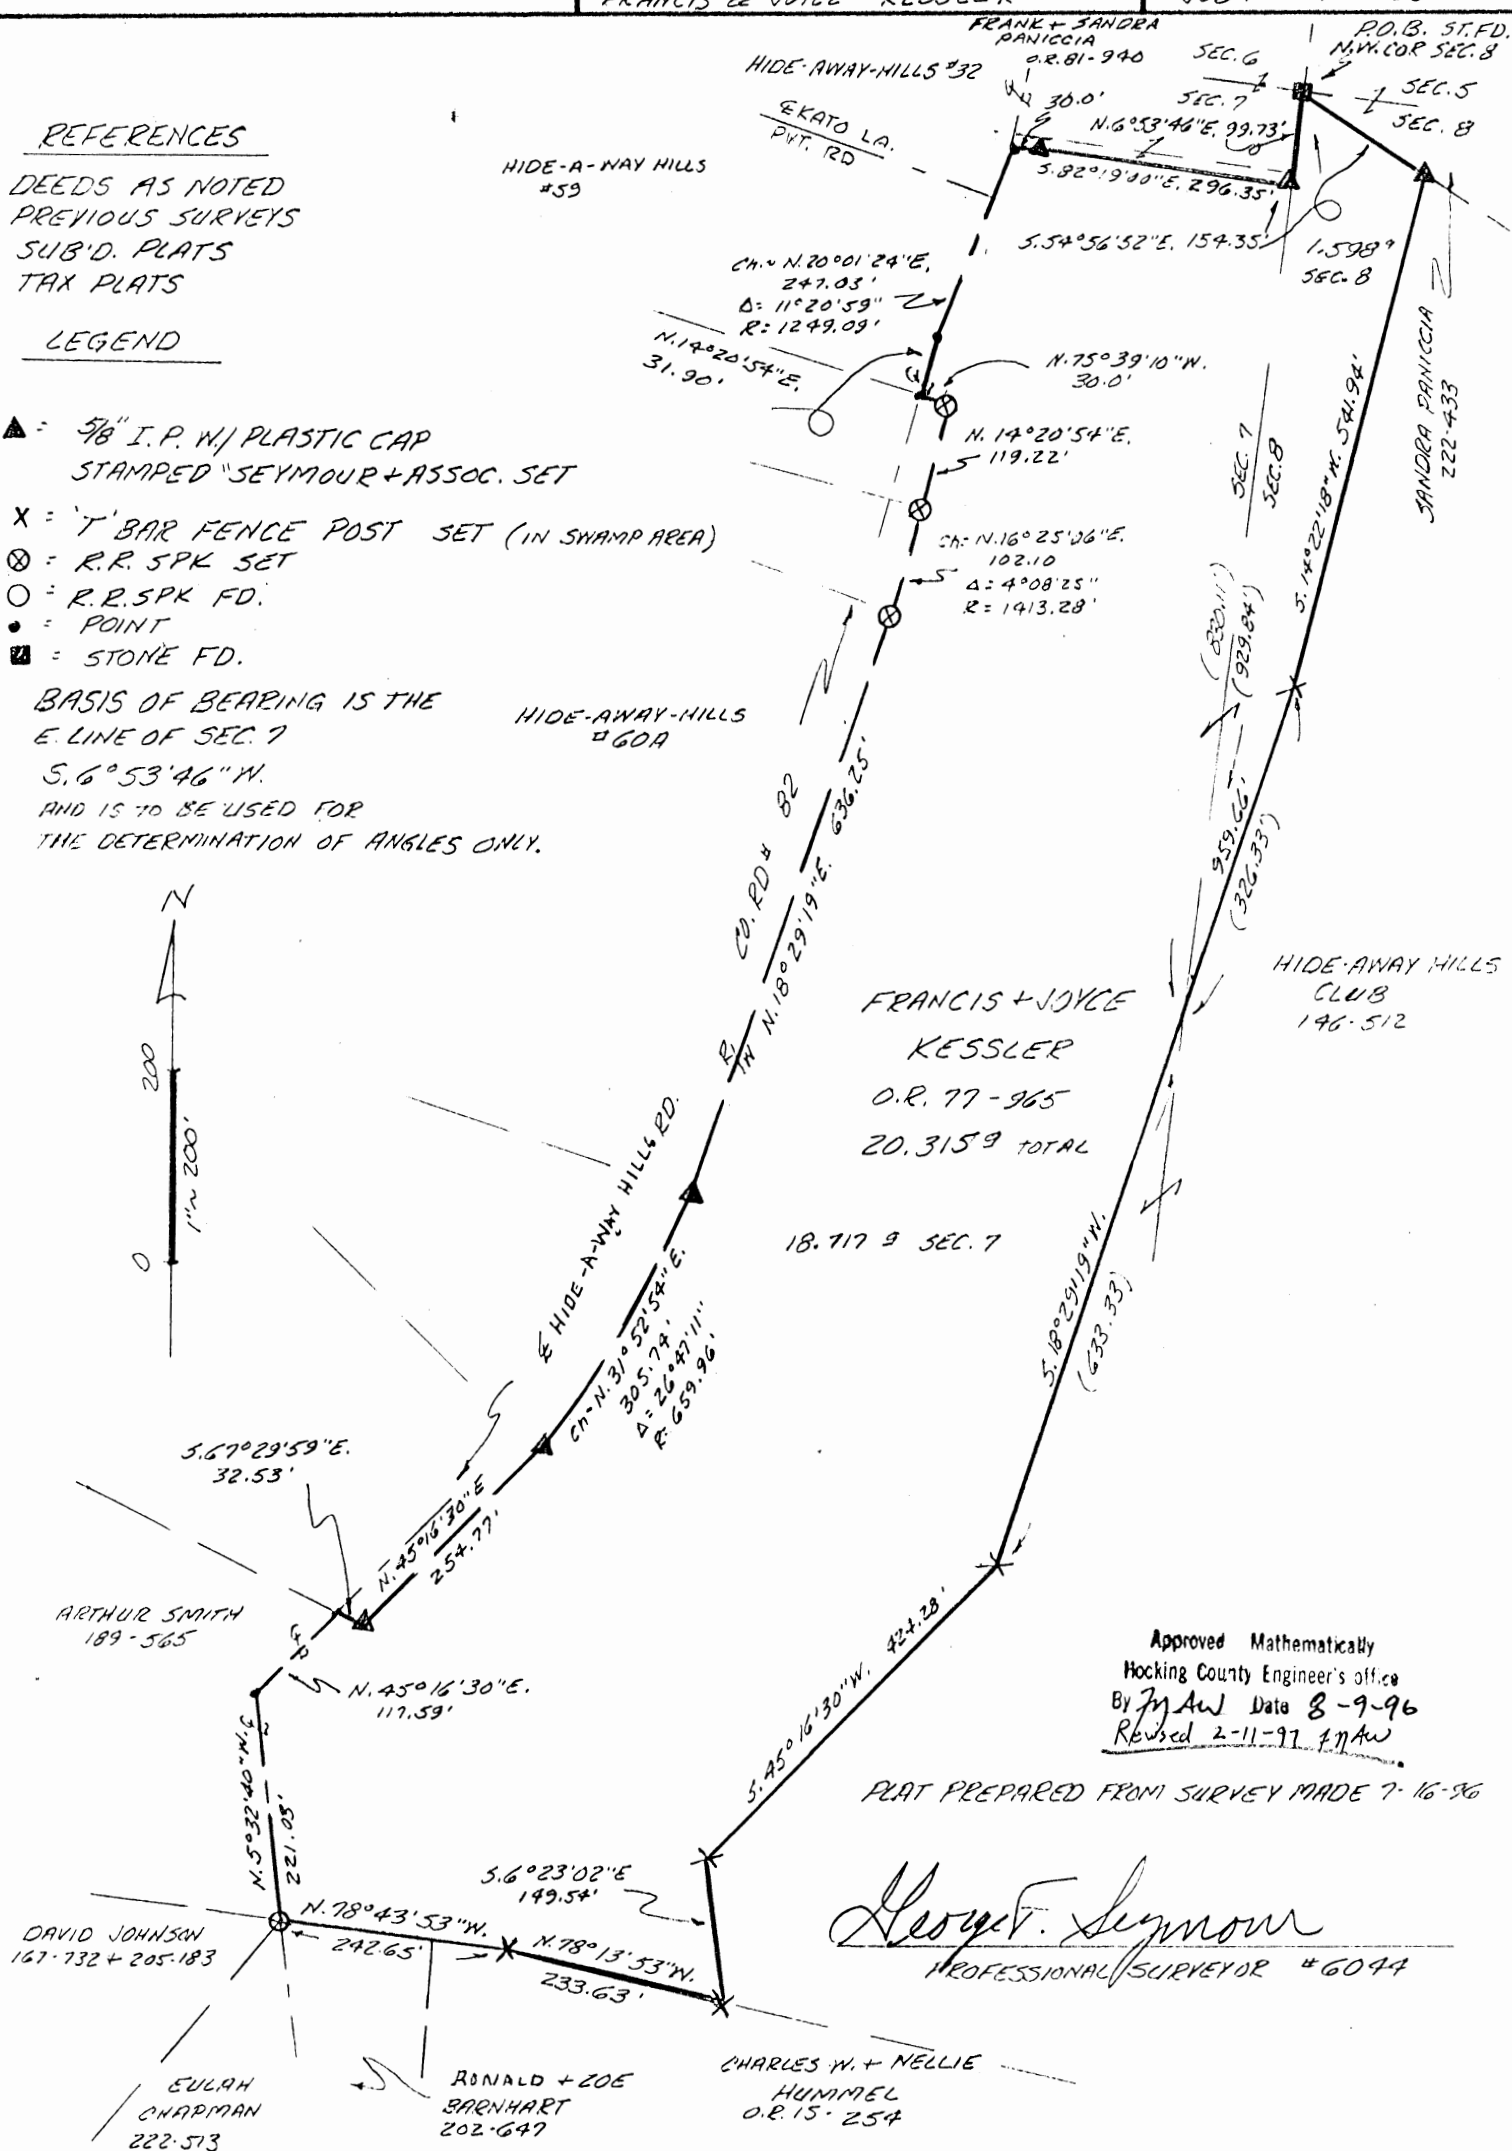 FRANK + SANDRA
PANICCIA
O.R. 81-940
P.O.B. ST. FD.
N.W. COR SEC. 8
HIDE-AWAY-HILLS #32
SEC. 6
SEC. 7
SEC. 5
SEC. 8
30.0'
N. 6°53'46"E, 99.73'
S. 82°19'00"E, 296.35'
EKATO LA.
PVT. RD
REFERENCES
DEEDS AS NOTED
PREVIOUS SURVEYS
SUB'D. PLATS
TAX PLATS
HIDE-A-WAY HILLS
#59
S. 54°56'52"E, 154.35'
1.598
SEC. 8
Ch. ~ N. 20°01'24"E,
247.03'
Δ= 11°20'59"
R= 1249.09'
N. 14°20'54"E,
31.90'
N. 75°39'10"W.
30.0'
SANDRA PANICCIA
222-433
LEGEND
▲ = 5/8" I.P. W/ PLASTIC CAP
STAMPED "SEYMOUR + ASSOC. SET
X = 'T' BAR FENCE POST SET (IN SWAMP AREA)
⊗ = R.R. SPK SET
○ = R.R. SPK FD.
• = POINT
= STONE FD.
N. 14°20'54"E.
119.22'
Ch= N. 16°25'06"E.
102.10
Δ= 4°08'25"
R= 1413.28'
SEC. 7
SEC. 8
S. 14°22'18"W. 541.94'
(830.11')
(929.84')
BASIS OF BEARING IS THE
E. LINE OF SEC. 7
S. 6°53'46"W.
AND IS TO BE USED FOR
THE DETERMINATION OF ANGLES ONLY.
HIDE-AWAY-HILLS
#60A
CO. RD # 82
N. 18°29'19"E. 636.25'
R/W
959.66'
(326.33')
N
200
0
1"~ 200'
HIDE-AWAY HILLS
CLUB
146-512
FRANCIS + JOYCE
KESSLER
O.R. 77-965
20.315 TOTAL
18.717 SEC. 7
S. 18°29'19"W.
(633.33')
HIDE-A-WAY HILLS RD.
Ch= N. 31°52'54"E.
305.74'
Δ= 26°47'11"
R= 659.96'
S. 67°29'59"E.
32.53'
N. 45°16'30"E
254.77'
ARTHUR SMITH
189-565
N. 45°16'30"E.
117.59'
S. 45°16'30"W. 424.28'
Approved Mathematically
Hocking County Engineer's office
By Date 8-9-96
Revised 2-11-97
PLAT PREPARED FROM SURVEY MADE 7-16-96
N. 5°32'40"W.
221.03'
S. 6°23'02"E
149.54'
George F. Seymour
PROFESSIONAL SURVEYOR #6044
DAVID JOHNSON
167-732 + 205-183
N. 78°43'53"W.
242.65'
N. 78°13'53"W.
233.63'
EULAH
CHAPMAN
222-513
RONALD + ZOE
BARNHART
202-647
CHARLES W. + NELLIE
HUMMEL
O.R. 15-254